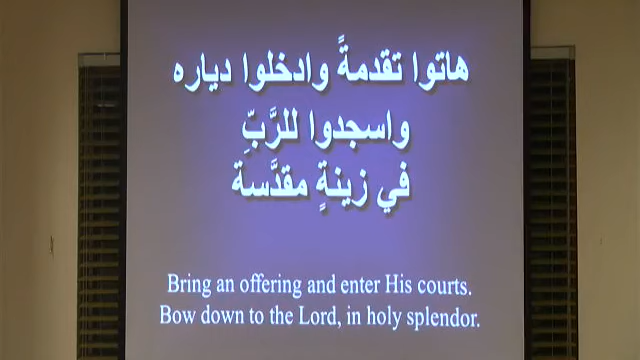 هاتوا تقدمةً وادخلوا دياره
واسجدوا للرَّبِّ
في زينةٍ مقدَّسة
Bring an offering and enter His courts.
Bow down to the Lord, in holy splendor.